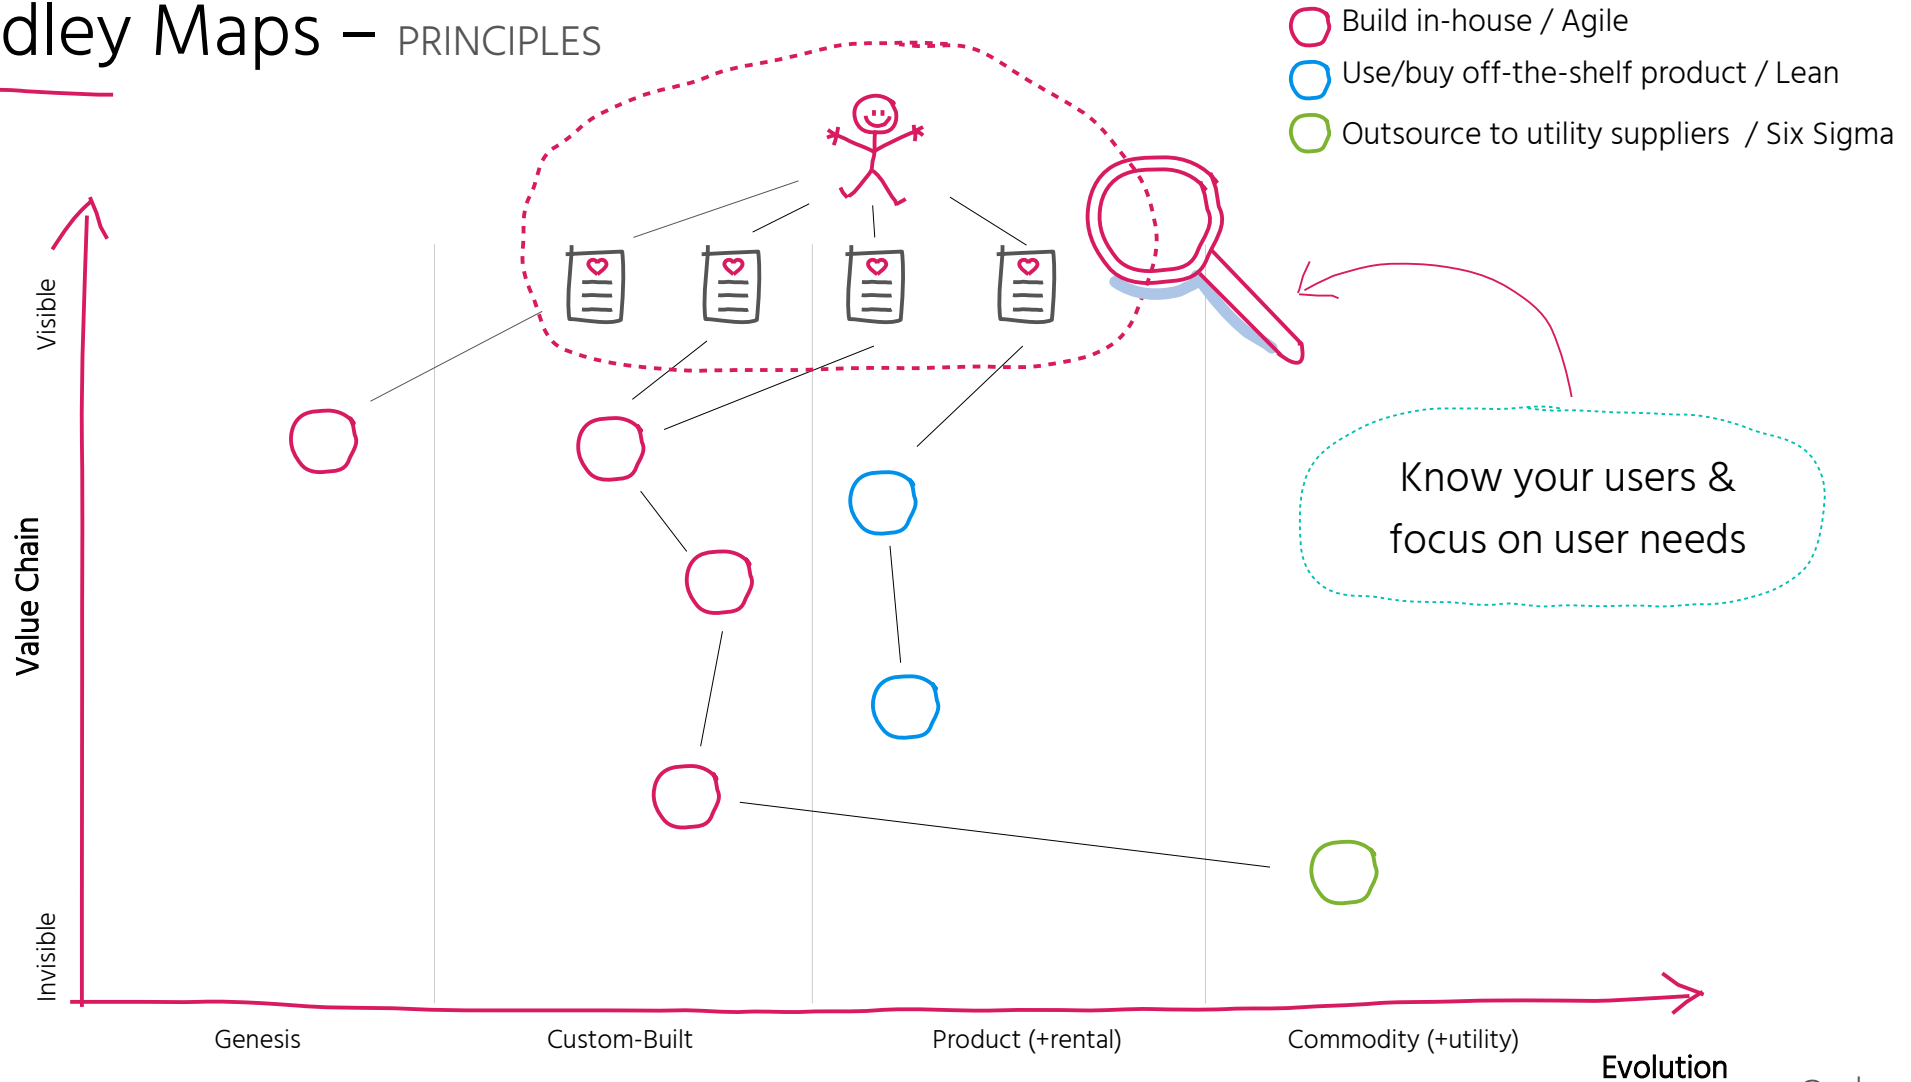 dley Maps – PRINCIPLES
Build in-house / Agile
Use/buy off-the-shelf product / Lean
Outsource to utility suppliers / Six Sigma
Visible
Value Chain
Invisible
Know your users &
focus on user needs
Genesis
Custom-Built
Product (+rental)
Commodity (+utility)
Evolution